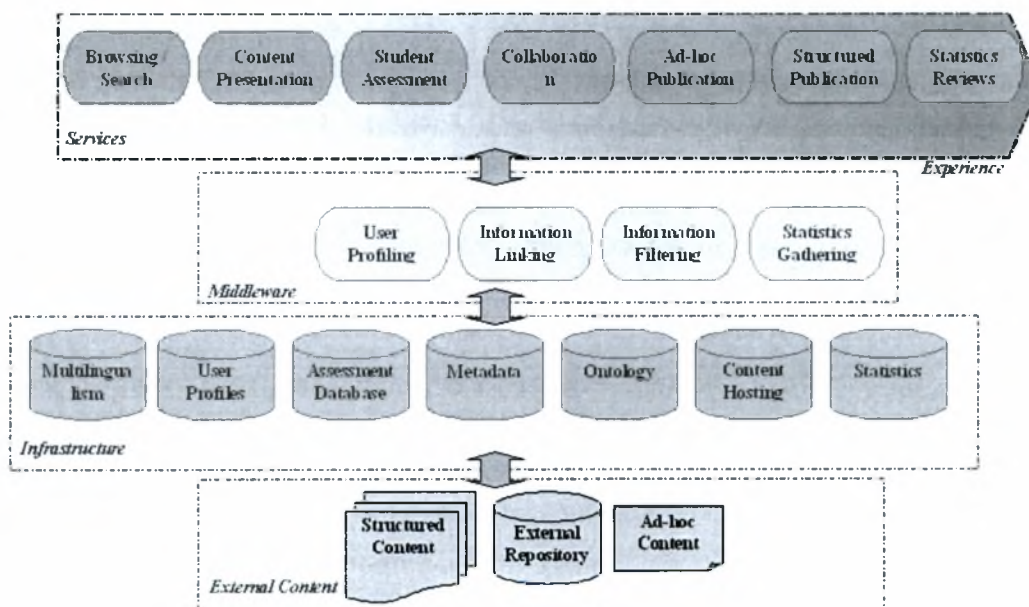 Browsing /
Search
Content
Presentation
Student
Assessment
Collaboratio
n
Ad-hoc
Publication
Structured
Publication
Statistics
Reviews
Services
Experience
User
Profiling
Information
Linking
Information
Filtering
Statistics
Gathering
Middleware
Multilingua
lism
User
Profiles
Assessment
Database
Metadata
Ontology
Content
Hosting
Statistics
Infrastructure
Structured
Content
External
Repository
Ad-hoc
Content
External Content